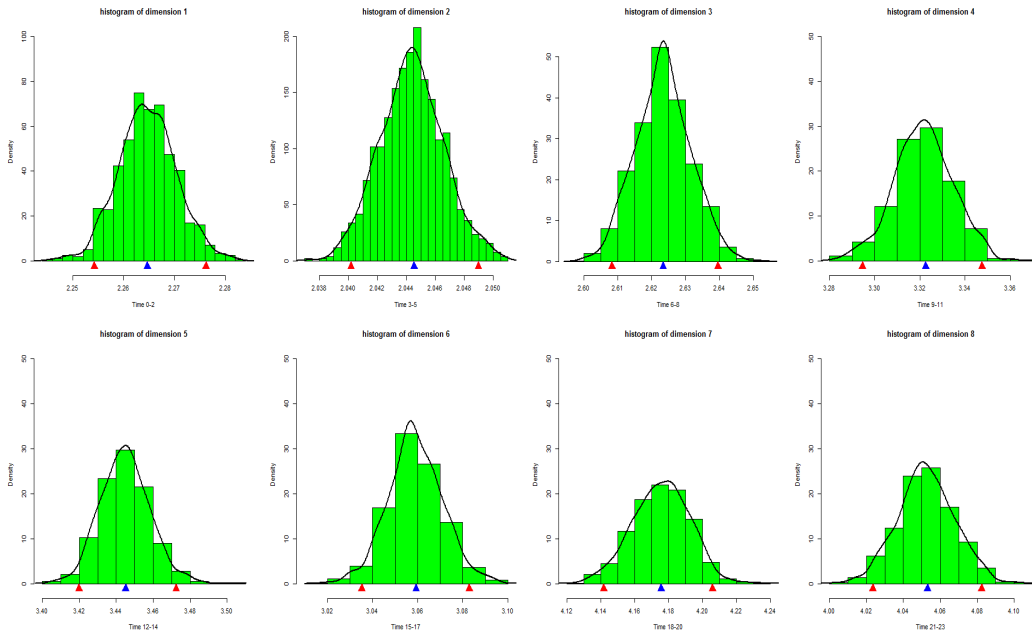 histogram of dimension 1
Density
0 20 40 60 80 100
2.25 2.26 2.27 2.28
Time 0-2
histogram of dimension 2
Density
0 50 100 150 200
2.038 2.040 2.042 2.044 2.046 2.048 2.050
Time 3-5
histogram of dimension 3
Density
0 10 20 30 40 50
2.60 2.61 2.62 2.63 2.64 2.65
Time 6-8
histogram of dimension 4
Density
0 10 20 30 40 50
3.28 3.30 3.32 3.34 3.36
Time 9-11
histogram of dimension 5
Density
0 10 20 30 40 50
3.40 3.42 3.44 3.46 3.48 3.50
Time 12-14
histogram of dimension 6
Density
0 10 20 30 40 50
3.02 3.04 3.06 3.08 3.10
Time 15-17
histogram of dimension 7
Density
0 10 20 30 40 50
4.12 4.14 4.16 4.18 4.20 4.22 4.24
Time 18-20
histogram of dimension 8
Density
0 10 20 30 40 50
4.00 4.02 4.04 4.06 4.08 4.10
Time 21-23